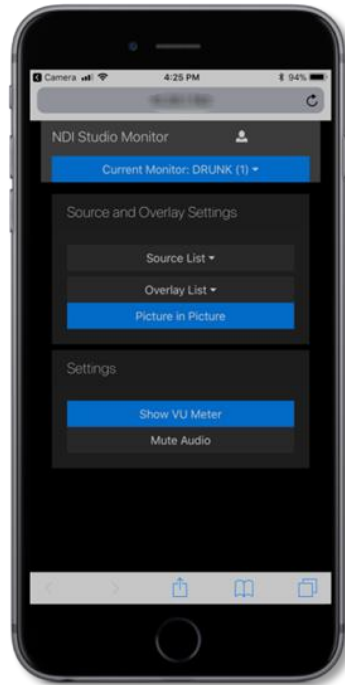 Camera 4:25 PM 94%
NDI Studio Monitor
Current Monitor: DRUNK (1)
Source and Overlay Settings
Source List
Overlay List
Picture in Picture
Settings
Show VU Meter
Mute Audio